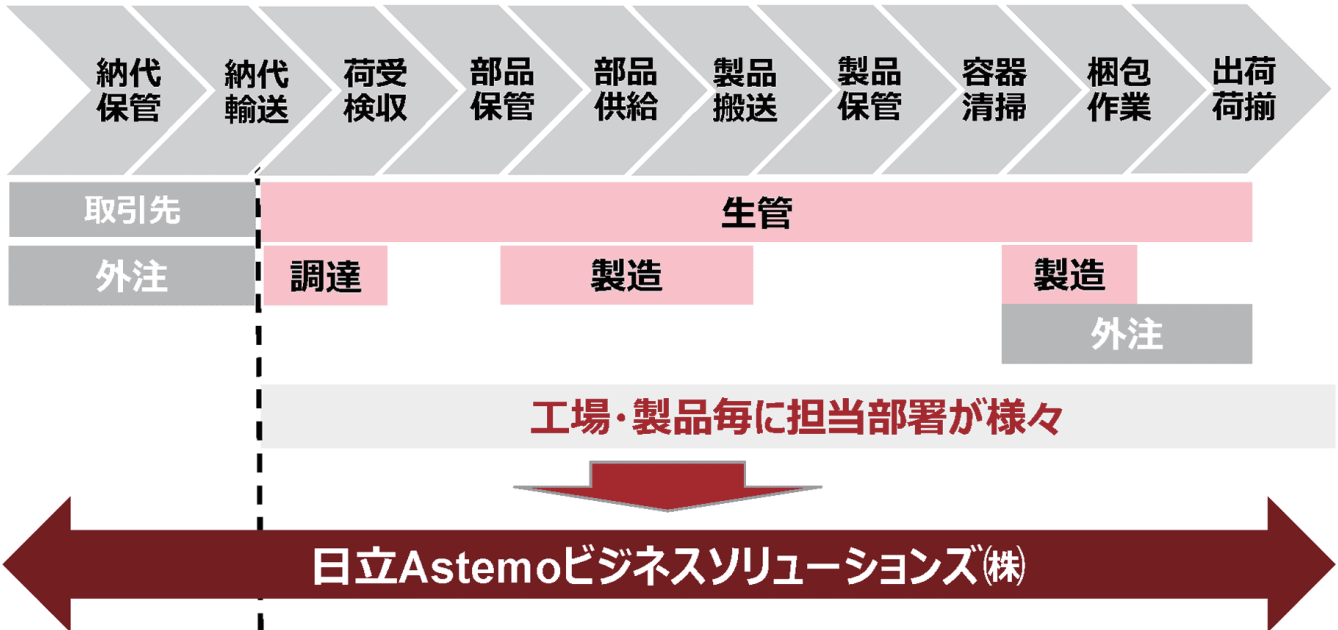 納代
保管
納代
輸送
荷受
検収
部品
保管
部品
供給
製品
搬送
製品
保管
容器
清掃
梱包
作業
出荷
荷揃
取引先
生管
外注
調達
製造
製造
外注
工場・製品毎に担当部署が様々
日立Astemoビジネスソリューションズ㈱